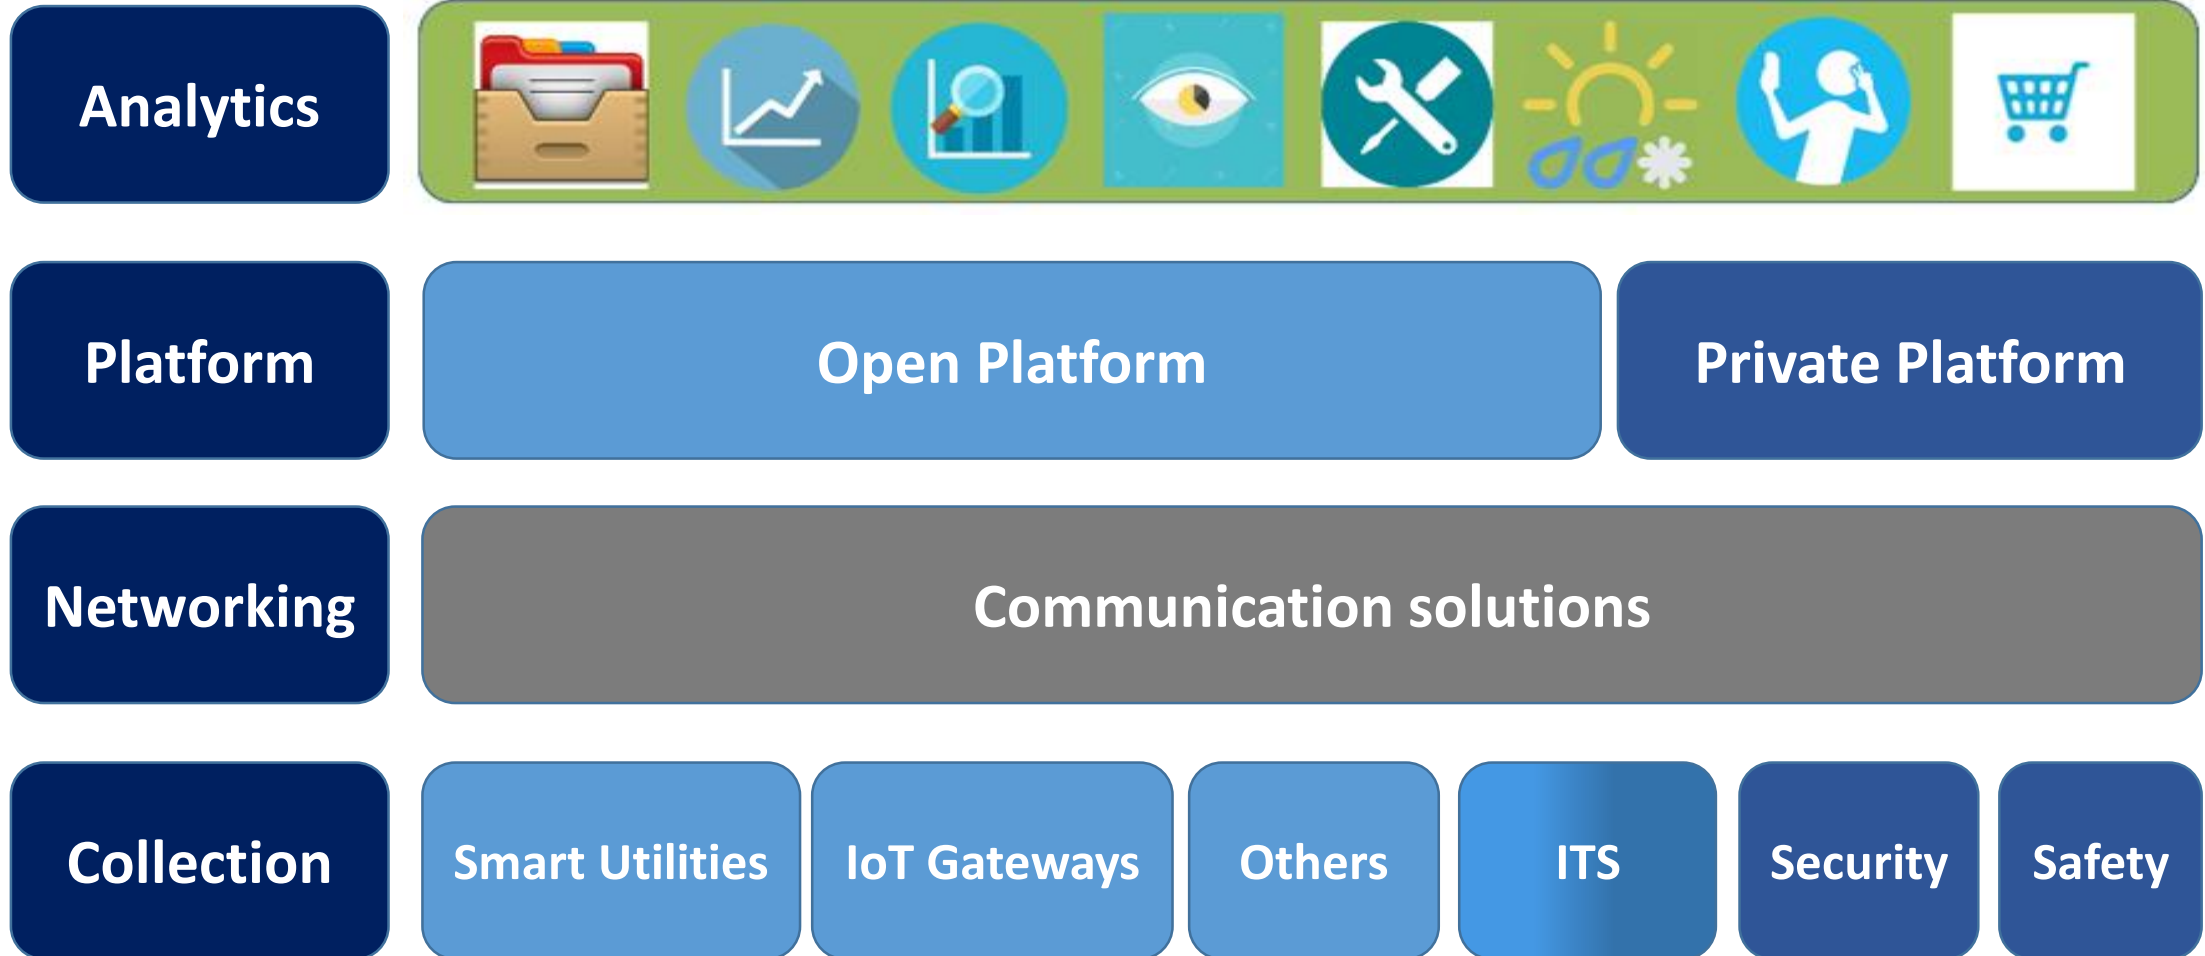 Analytics
Platform
Open Platform
Private Platform
Networking
Communication solutions
Collection
Smart Utilities
IoT Gateways
Others
ITS
Security
Safety